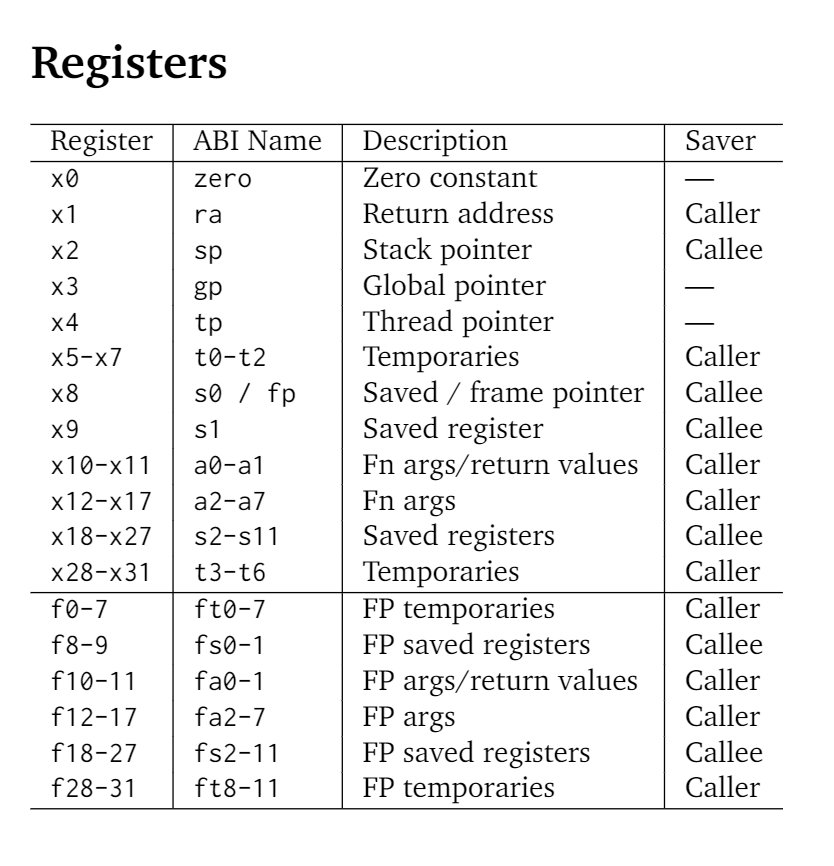 Registers
Register ABI Name Description Saver
x0 zero Zero constant —
x1 ra Return address Caller
x2 sp Stack pointer Callee
x3 gp Global pointer —
x4 tp Thread pointer —
x5-x7 t0-t2 Temporaries Caller
x8 s0 / fp Saved / frame pointer Callee
x9 s1 Saved register Callee
x10-x11 a0-a1 Fn args/return values Caller
x12-x17 a2-a7 Fn args Caller
x18-x27 s2-s11 Saved registers Callee
x28-x31 t3-t6 Temporaries Caller
f0-7 ft0-7 FP temporaries Caller
f8-9 fs0-1 FP saved registers Callee
f10-11 fa0-1 FP args/return values Caller
f12-17 fa2-7 FP args Caller
f18-27 fs2-11 FP saved registers Callee
f28-31 ft8-11 FP temporaries Caller